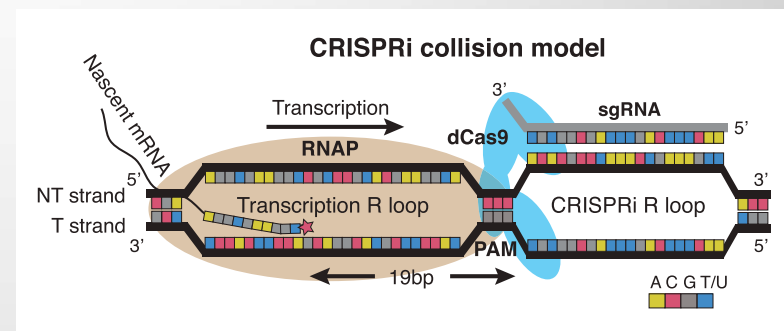 CRISPRi collision model
Nascent mRNA
Transcription
RNAP
3’
sgRNA
dCas9
5’
5’
3’
NT strand
Transcription R loop
CRISPRi R loop
T strand
3’
PAM
5’
19bp
A C G T/U